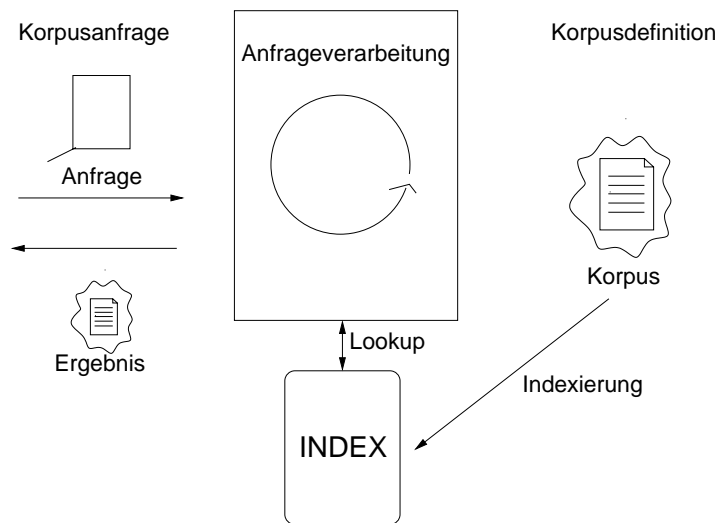 Korpusanfrage
Anfrageverarbeitung
Korpusdefinition
Anfrage
Korpus
Lookup
Ergebnis
Indexierung
INDEX